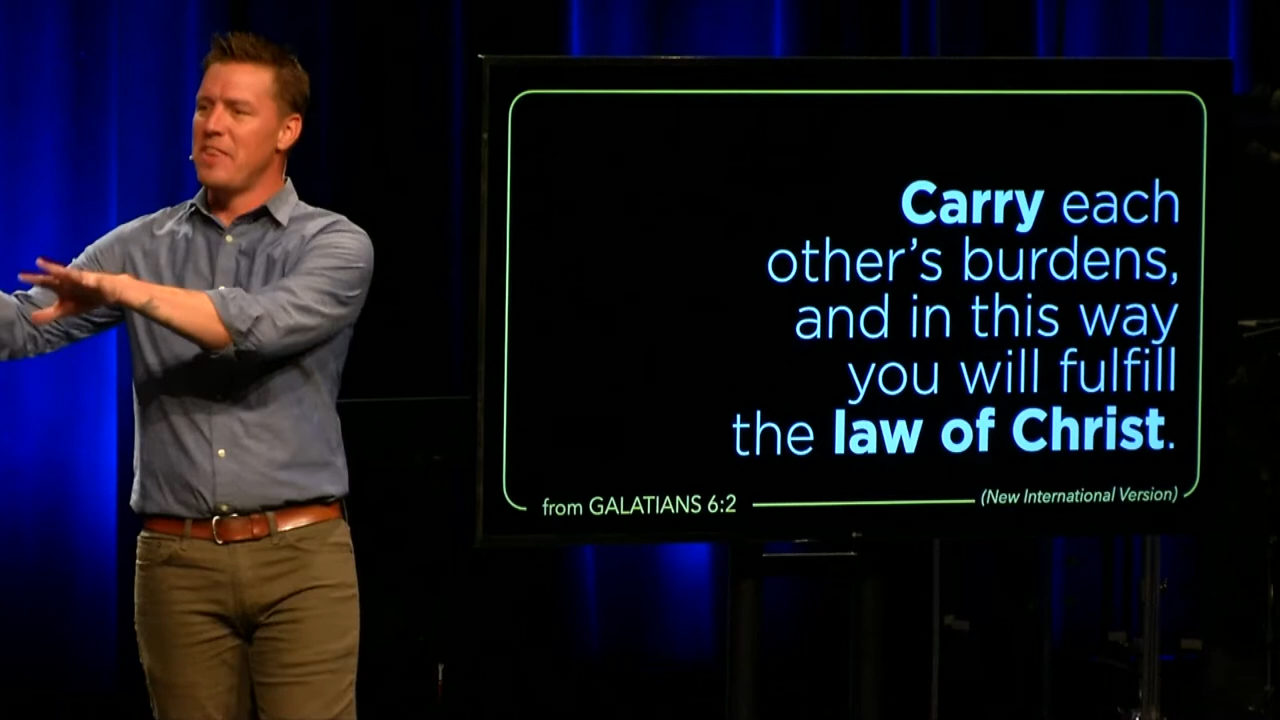 Carry each
other’s burdens,
and in this way
you will fulfill
the law of Christ.
from GALATIANS 6:2
(New International Version)